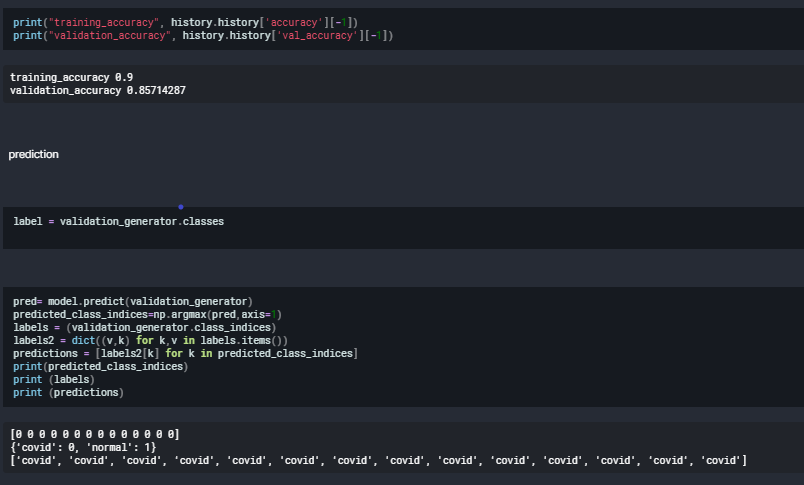 print("training_accuracy", history.history['accuracy'][-1])
print("validation_accuracy", history.history['val_accuracy'][-1])
training_accuracy 0.9
validation_accuracy 0.85714287
prediction
label = validation_generator.classes
pred= model.predict(validation_generator)
predicted_class_indices=np.argmax(pred,axis=1)
labels = (validation_generator.class_indices)
labels2 = dict((v,k) for k,v in labels.items())
predictions = [labels2[k] for k in predicted_class_indices]
print(predicted_class_indices)
print (labels)
print (predictions)
[0 0 0 0 0 0 0 0 0 0 0 0 0 0]
{'covid': 0, 'normal': 1}
['covid', 'covid', 'covid', 'covid', 'covid', 'covid', 'covid', 'covid', 'covid', 'covid', 'covid', 'covid', 'covid', 'covid']